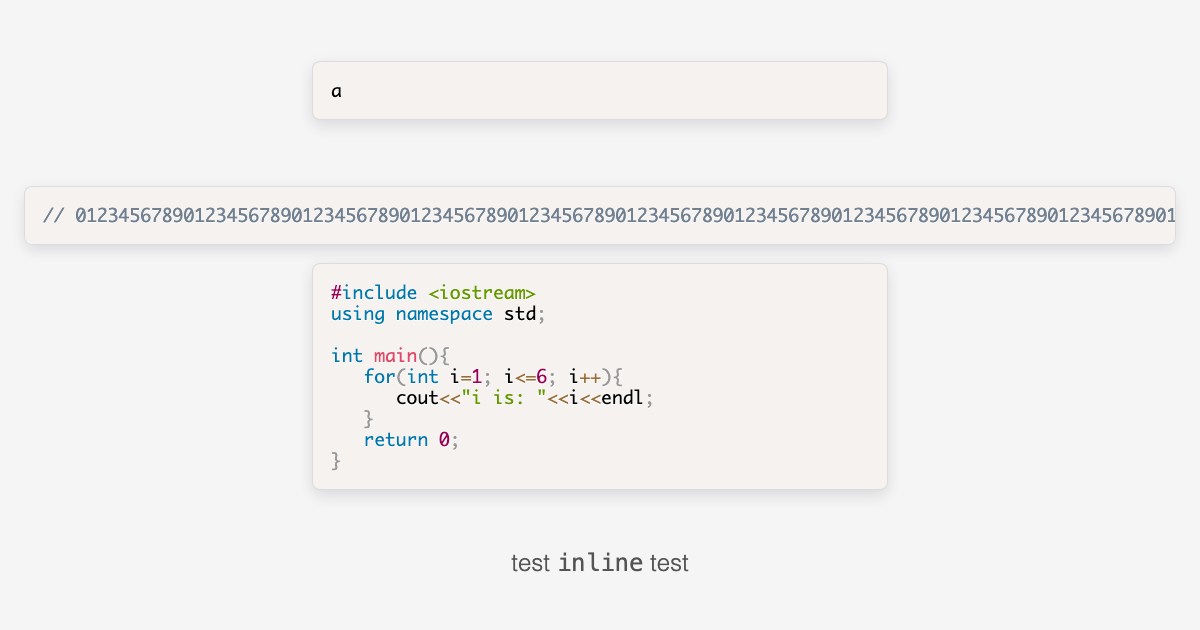 a
// 012345678901234567890123456789012345678901234567890123456789012345678901234567890123456789012345678901
#include <iostream>
using namespace std;
int main(){
for(int i=1; i<=6; i++){
cout<<"i is: "<<i<<endl;
}
return 0;
}
test inline test